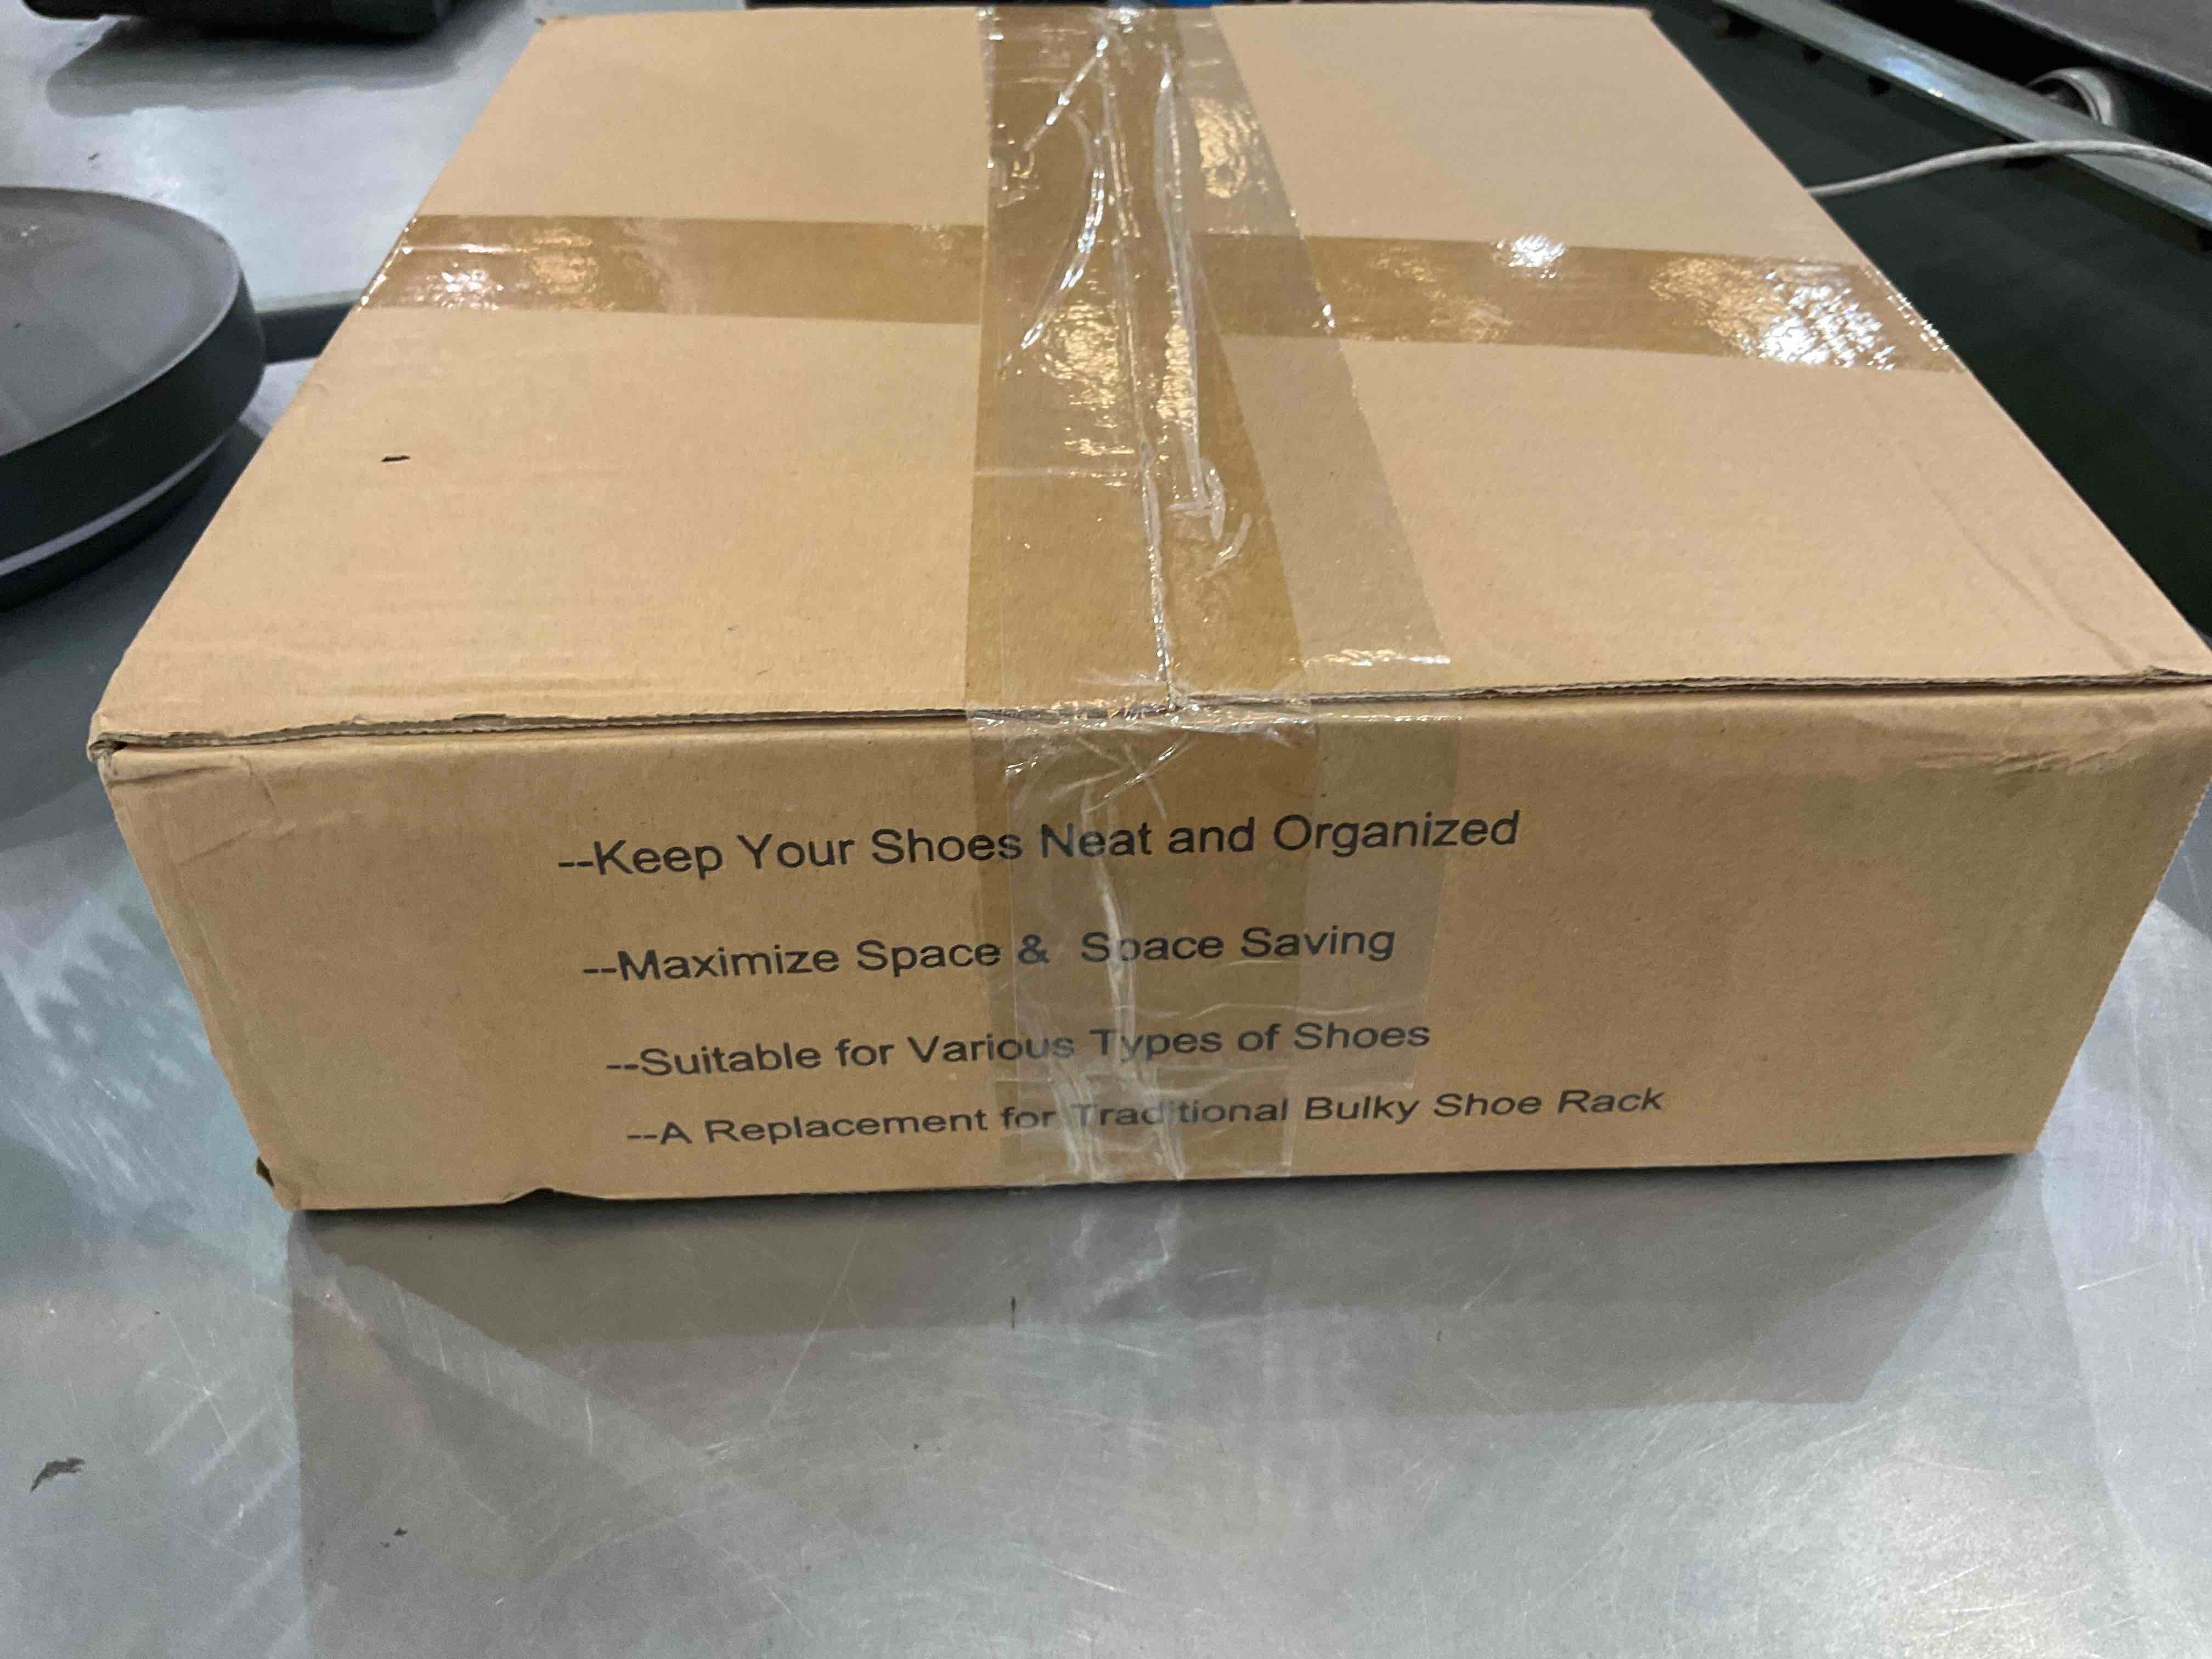 --Keep Your Shoes Neat and Organized
--Maximize Space & Space Saving
--Suitable for Various Types of Shoes
--A Replacement for Traditional Bulky Shoe Rack